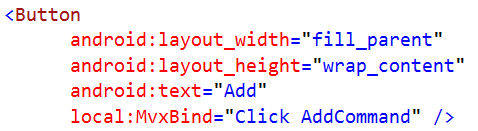 <Button
android:layout_width="fill_parent"
android:layout_height="wrap_content"
android:text="Add"
local:MvxBind="Click AddCommand" />